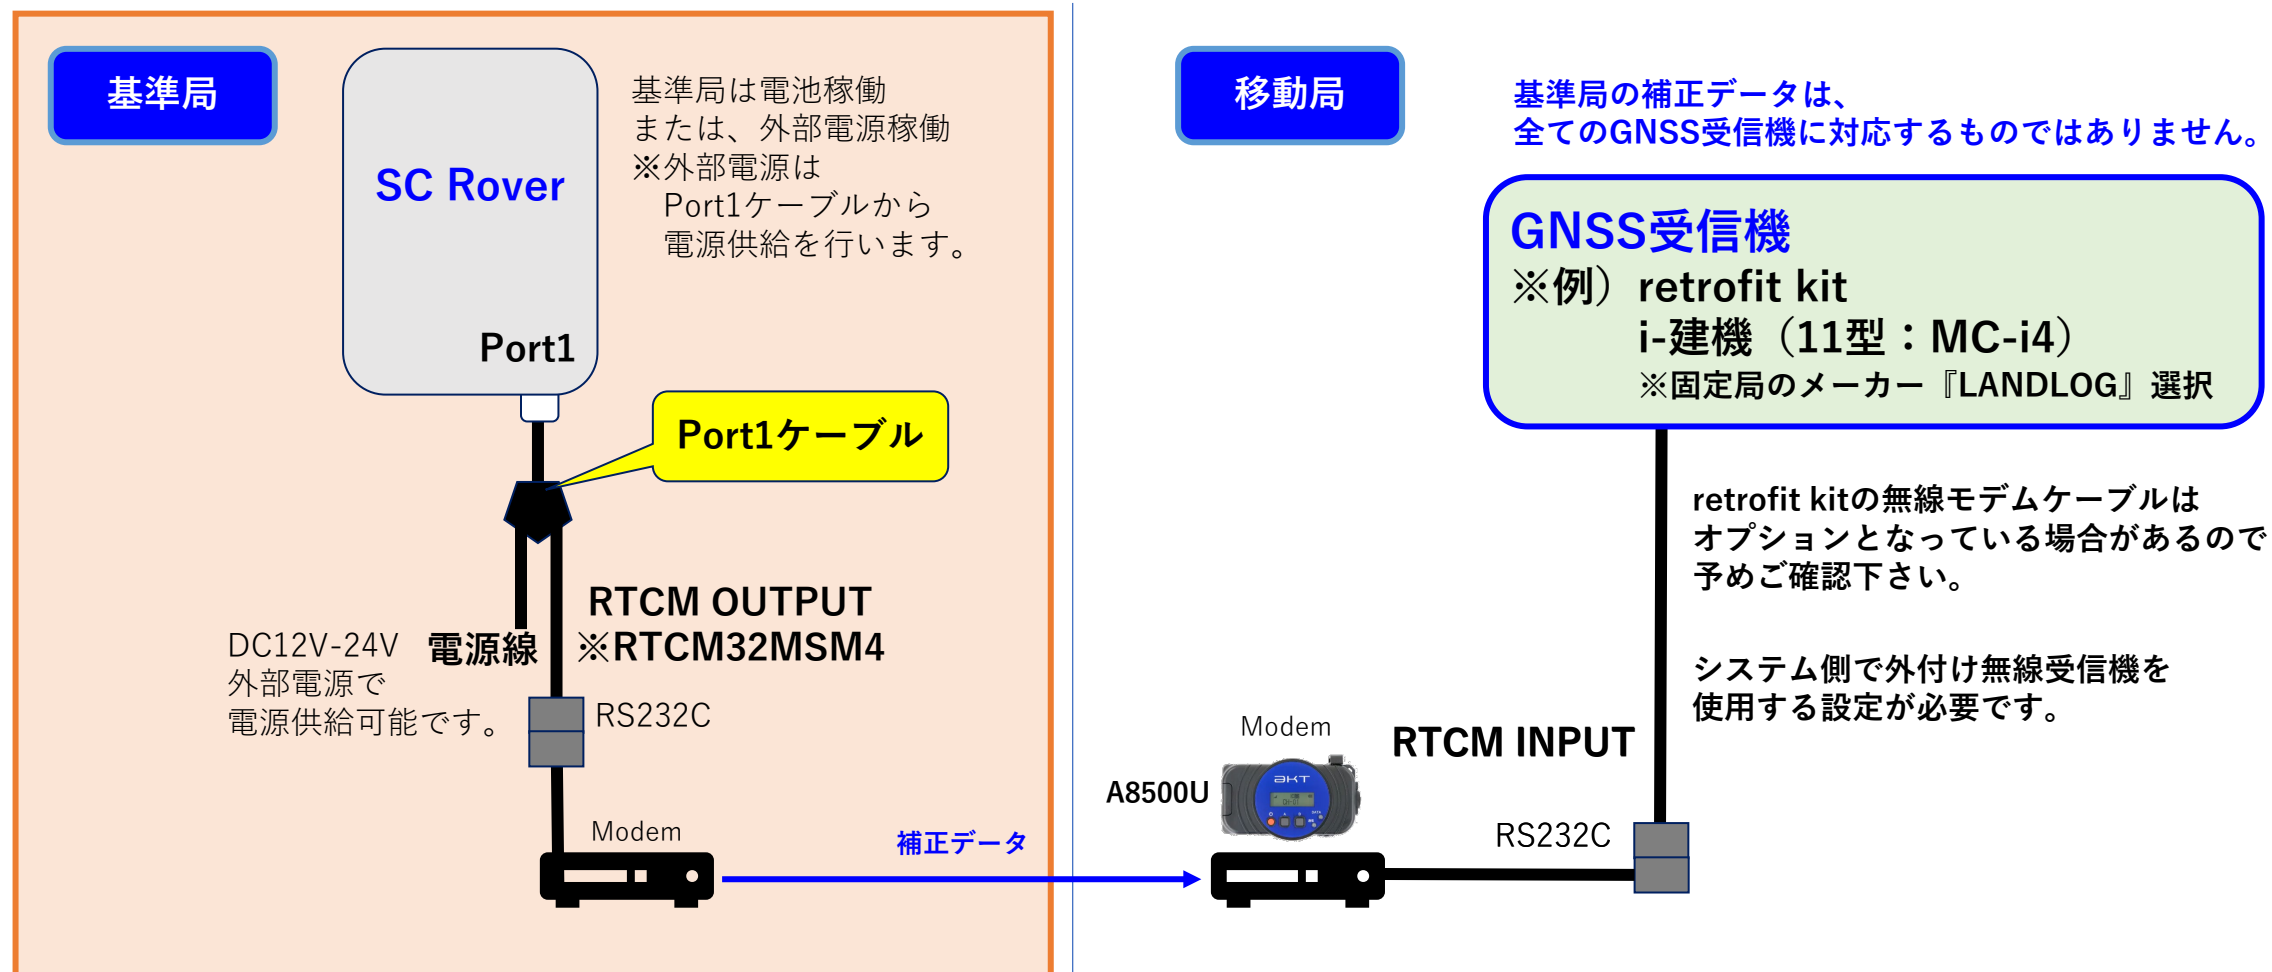 基準局
SC Rover
Port1
基準局は電池稼働
または、外部電源稼働
※外部電源は
Port1ケーブルから
電源供給を行います。
Port1ケーブル
RTCM OUTPUT
※RTCM32MSM4
電源線
DC12V-24V
外部電源で
電源供給可能です。
RS232C
Modem
補正データ
移動局
基準局の補正データは、
全てのGNSS受信機に対応するものではありません。
GNSS受信機
※例）retrofit kit
i-建機（11型：MC-i4）
※固定局のメーカー『LANDLOG』選択
retrofit kitの無線モデムケーブルは
オプションとなっている場合があるので
予めご確認下さい。
システム側で外付け無線受信機を
使用する設定が必要です。
RTCM INPUT
Modem
A8500U
AKT
RS232C